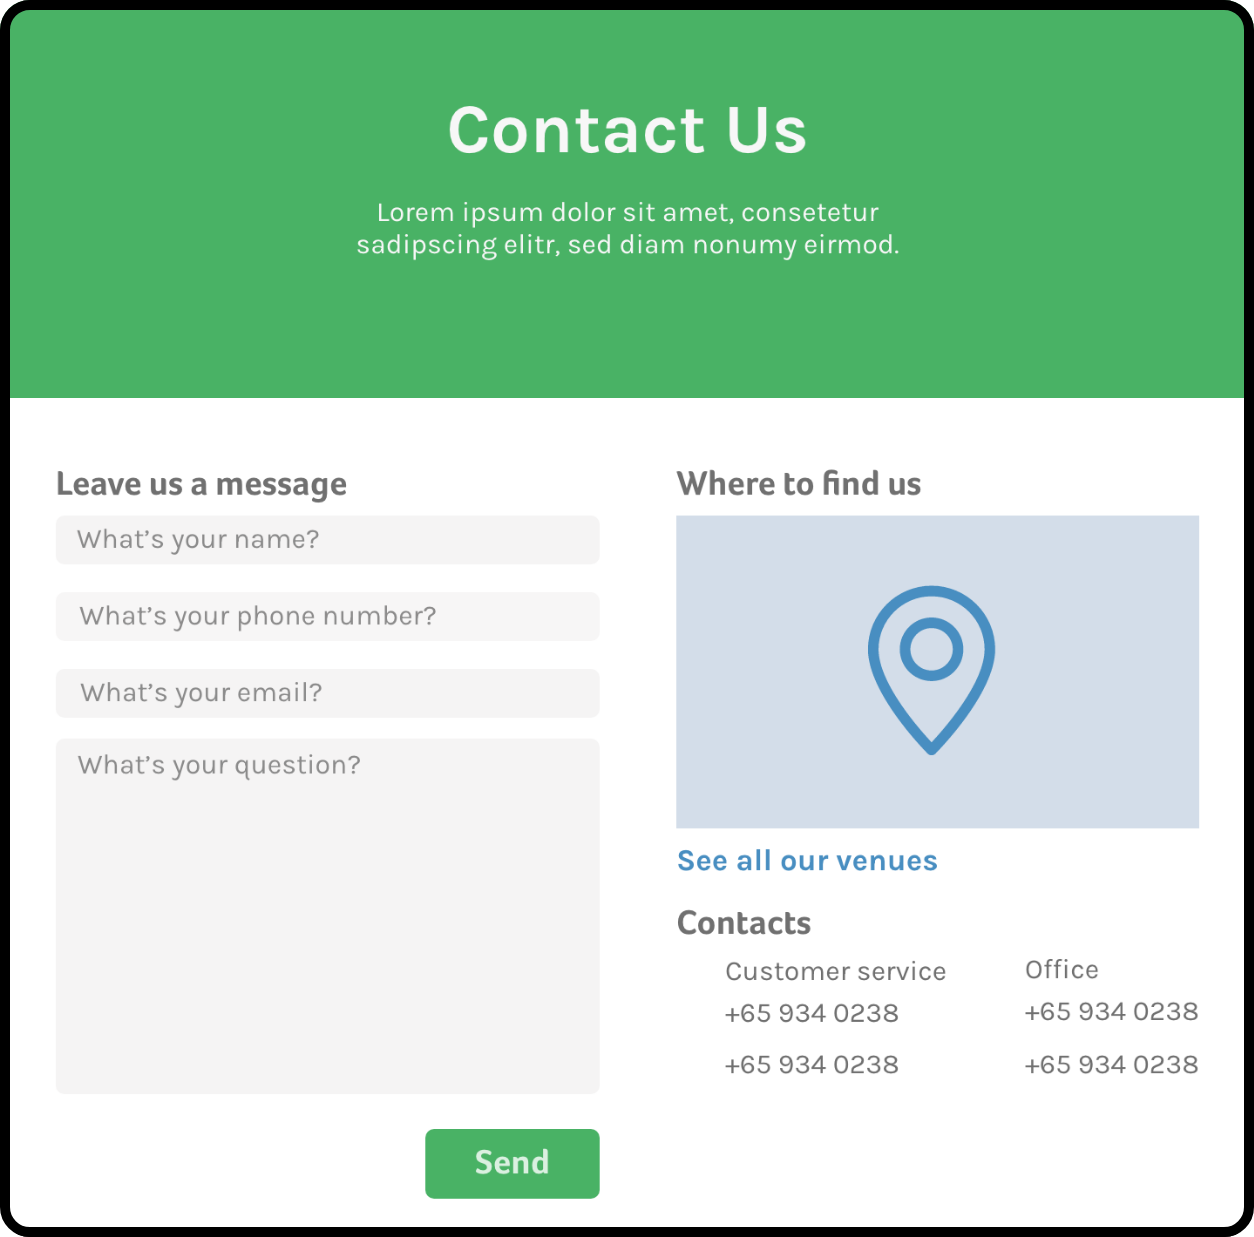 Contact Us
Lorem ipsum dolor sit amet, consetetur
sadipscing elitr, sed diam nonumy eirmod.
Leave us a message
What’s your name?
What’s your phone number?
What’s your email?
What’s your question?
Send
Where to find us
See all our venues
Contacts
Customer service
+65 934 0238
+65 934 0238
Office
+65 934 0238
+65 934 0238